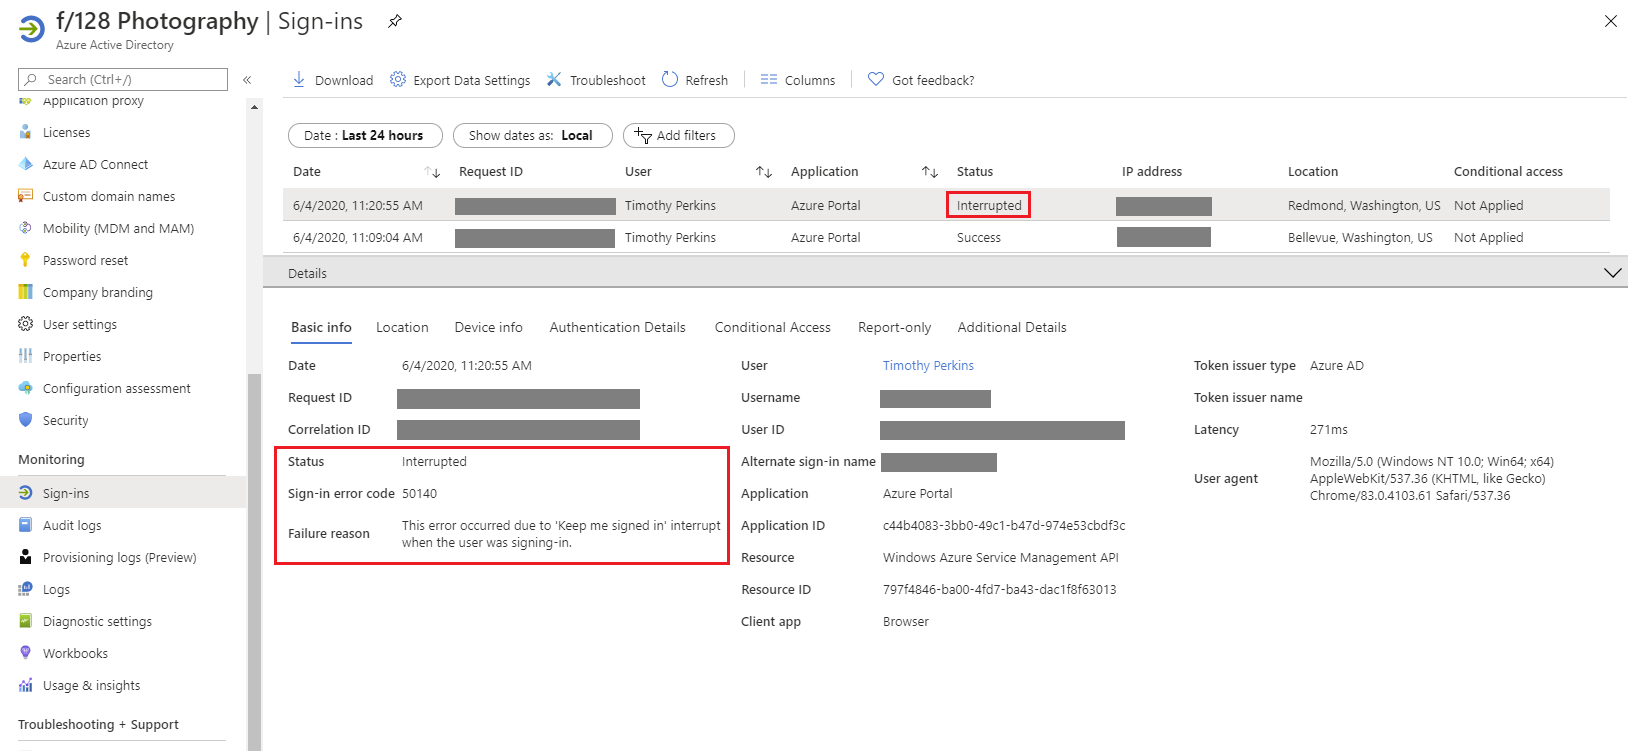 f/128 Photography | Sign-ins
Azure Active Directory
Search (Ctrl+/)
«
Application proxy
Licenses
Azure AD Connect
Custom domain names
Mobility (MDM and MAM)
Password reset
Company branding
User settings
Properties
Configuration assessment
Security
Monitoring
Sign-ins
Audit logs
Provisioning logs (Preview)
Logs
Diagnostic settings
Workbooks
Usage & insights
Troubleshooting + Support
Download Export Data Settings Troubleshoot Refresh Columns Got feedback?
Date : Last 24 hours Show dates as: Local Add filters
Date Request ID User Application Status IP address Location Conditional access
6/4/2020, 11:20:55 AM Timothy Perkins Azure Portal Interrupted Redmond, Washington, US Not Applied
6/4/2020, 11:09:04 AM Timothy Perkins Azure Portal Success Bellevue, Washington, US Not Applied
Details
Basic info Location Device info Authentication Details Conditional Access Report-only Additional Details
Date 6/4/2020, 11:20:55 AM
Request ID
Correlation ID
Status Interrupted
Sign-in error code 50140
Failure reason This error occurred due to 'Keep me signed in' interrupt
when the user was signing-in.
User Timothy Perkins
Username
User ID
Alternate sign-in name
Application Azure Portal
Application ID c44b4083-3bb0-49c1-b47d-974e53cbdf3c
Resource Windows Azure Service Management API
Resource ID 797f4846-ba00-4fd7-ba43-dac1f8f63013
Client app Browser
Token issuer type Azure AD
Token issuer name
Latency 271ms
User agent Mozilla/5.0 (Windows NT 10.0; Win64; x64)
AppleWebKit/537.36 (KHTML, like Gecko)
Chrome/83.0.4103.61 Safari/537.36